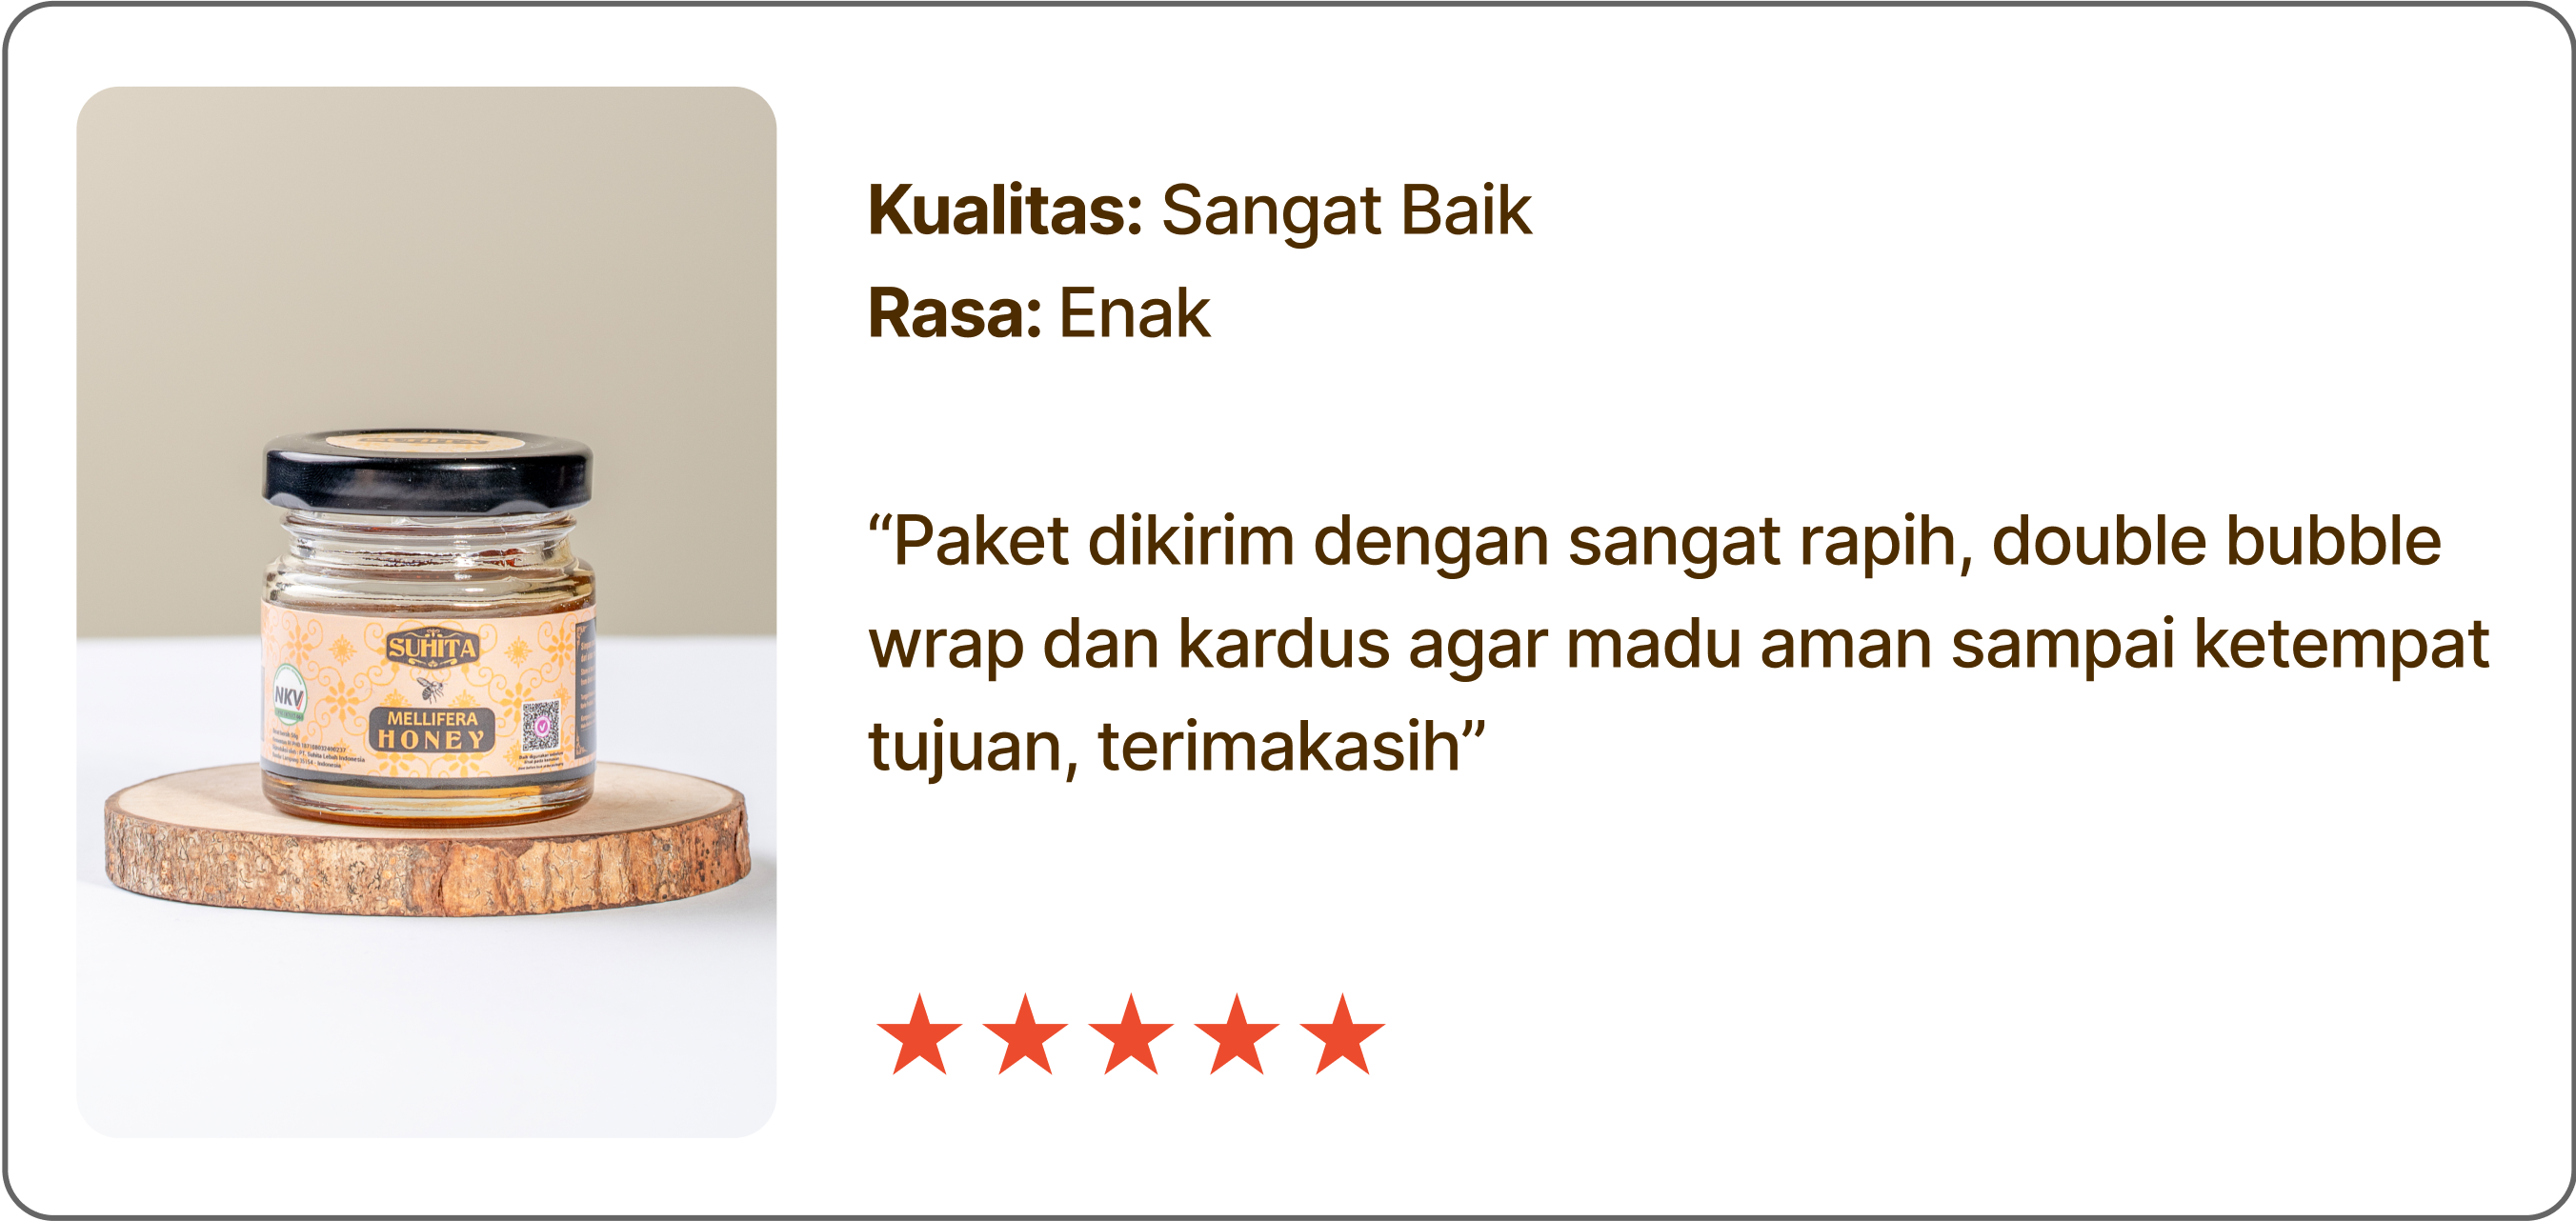 Kualitas: Sangat Baik
Rasa: Enak
“Paket dikirim dengan sangat rapih, double bubble
wrap dan kardus agar madu aman sampai ketempat
tujuan, terimakasih”
SUHITA
NKV
MELLIFERA
HONEY